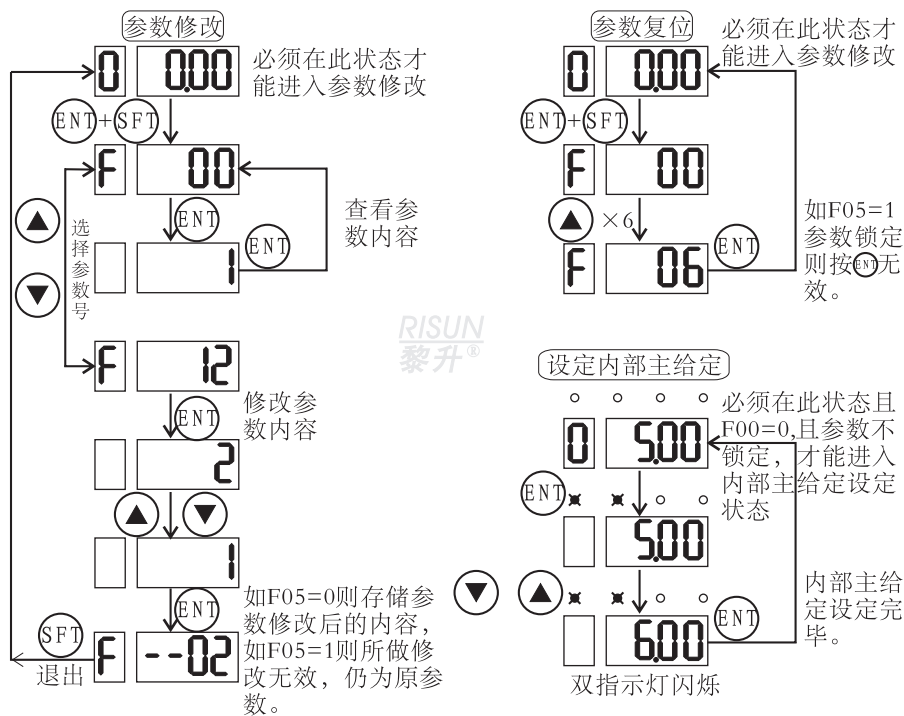 参数修改
0 0.00
必须在此状态才
能进入参数修改
ENT+SFT
F 00
查看参
数内容
ENT
ENT
1
选择参数号
F 12
修改参
数内容
ENT
2
1
ENT
如F05=0则存储参
数修改后的内容，
如F05=1则所做修
改无效，仍为原参
数。
SFT
退出
F --02
参数复位
必须在此状态才
能进入参数修改
0 0.00
ENT+SFT
F 00
×6
ENT
F 06
如F05=1
参数锁定
则按ENT无
效。
RISUN
黎升®
设定内部主给定
必须在此状态且
F00=0,且参数不
锁定，才能进入
内部主给定设定
状态
0 5.00
ENT
5.00
内部主给
定设定完
毕。
ENT
6.00
双指示灯闪烁